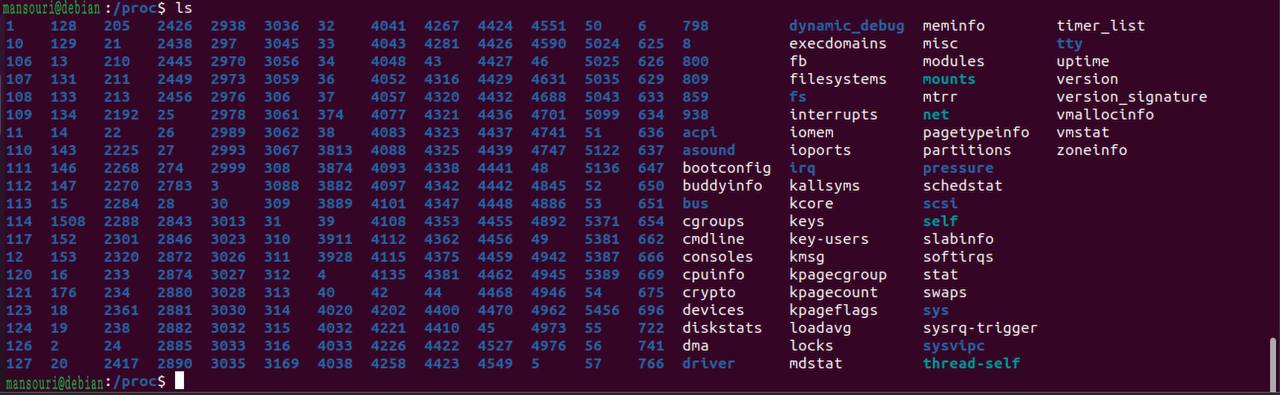 mansouri@debian:/proc$ ls
1 128 205 2426 2938 3036 32 4041 4267 4424 4551 50 6 798 dynamic_debug meminfo timer_list
10 129 21 2438 297 3045 33 4043 4281 4426 4590 5024 625 8 execdomains misc tty
106 13 210 2445 2970 3056 34 4048 43 4427 46 5025 626 800 fb modules uptime
107 131 211 2449 2973 3059 36 4052 4316 4429 4631 5035 629 809 filesystems mounts version
108 133 213 2456 2976 306 37 4057 4320 4432 4688 5043 633 859 fs mtrr version_signature
109 134 2192 25 2978 3061 374 4077 4321 4436 4701 5099 634 938 interrupts net vmallocinfo
11 14 22 26 2989 3062 38 4083 4323 4437 4741 51 636 acpi iomem pagetypeinfo vmstat
110 143 2225 27 2993 3067 3813 4088 4325 4439 4747 5122 637 asound ioports partitions zoneinfo
111 146 2268 274 2999 308 3874 4093 4338 4441 48 5136 647 bootconfig irq pressure
112 147 2270 2783 3 3088 3882 4097 4342 4442 4845 52 650 buddyinfo kallsyms schedstat
113 15 2284 28 30 309 3889 4101 4347 4448 4886 53 651 bus kcore scsi
114 1508 2288 2843 3013 31 39 4108 4353 4455 4892 5371 654 cgroups keys self
117 152 2301 2846 3023 310 3911 4112 4362 4456 49 5381 662 cmdline key-users slabinfo
12 153 2320 2872 3026 311 3928 4115 4375 4459 4942 5387 666 consoles kmsg softirqs
120 16 233 2874 3027 312 4 4135 4381 4462 4945 5389 669 cpuinfo kpagecgroup stat
121 176 234 2880 3028 313 40 42 44 4468 4946 54 675 crypto kpagecount swaps
123 18 2361 2881 3030 314 4020 4202 4400 4470 4962 5456 696 devices kpageflags sys
124 19 238 2882 3032 315 4032 4221 4410 45 4973 55 722 diskstats loadavg sysrq-trigger
126 2 24 2885 3033 316 4033 4226 4422 4527 4976 56 741 dma locks sysvipc
127 20 2417 2890 3035 3169 4038 4258 4423 4549 5 57 766 driver mdstat thread-self
mansouri@debian:/proc$